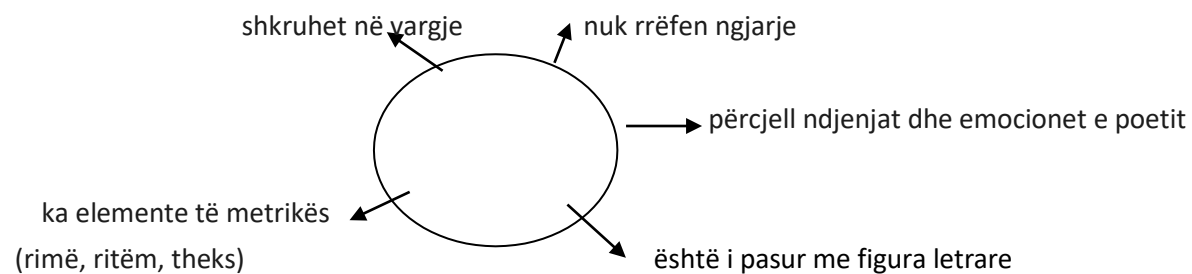 shkruhet në vargje
nuk rrëfen ngjarje
përcjell ndjenjat dhe emocionet e poetit
ka elemente të metrikës
(rimë, ritëm, theks)
është i pasur me figura letrare